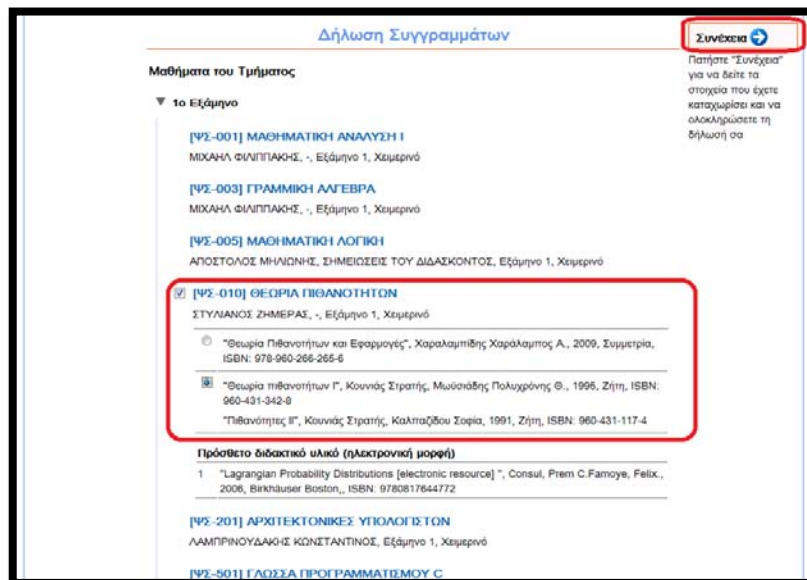 Δήλωση Συγγραμάτων
Συνέχεια
Πατήστε "Συνέχεια"
για να δείτε τα
στοιχεία που έχετε
καταχωρίσει και να
ολοκληρώσετε τη
δήλωσή σα
Μαθήματα του Τμήματος
1ο Εξάμηνο
[ΨΣ-001] ΜΑΘΗΜΑΤΙΚΗ ΑΝΑΛΥΣΗ Ι
ΜΙΧΑΗΛ ΦΙΛΙΠΠΑΚΗΣ, -, Εξάμηνο 1, Χειμερινό
[ΨΣ-003] ΓΡΑΜΜΙΚΗ ΑΛΓΕΒΡΑ
ΜΙΧΑΗΛ ΦΙΛΙΠΠΑΚΗΣ, -, Εξάμηνο 1, Χειμερινό
[ΨΣ-005] ΜΑΘΗΜΑΤΙΚΗ ΛΟΓΙΚΗ
ΑΠΟΣΤΟΛΟΣ ΜΗΛΙΩΝΗΣ, ΣΗΜΕΙΩΣΕΙΣ ΤΟΥ ΔΙΔΑΣΚΟΝΤΟΣ, Εξάμηνο 1, Χειμερινό
[ΨΣ-010] ΘΕΩΡΙΑ ΠΙΘΑΝΟΤΗΤΩΝ
ΣΤΥΛΙΑΝΟΣ ΖΗΜΕΡΑΣ, -, Εξάμηνο 1, Χειμερινό
"Θεωρία Πιθανοτήτων και Εφαρμογές", Χαραλαμπίδης Χαράλαμπος Α., 2009, Συμμετρία,
ISBN: 978-960-266-265-6
"Θεωρία πιθανοτήτων Ι", Κουνιάς Στρατής, Μωϋσιάδης Πολυχρόνης Θ., 1995, Ζήτη, ISBN:
960-431-342-8
"Πιθανότητες ΙΙ", Κουνιάς Στρατής, Καλπαζίδου Σοφία, 1991, Ζήτη, ISBN: 960-431-117-4
Πρόσθετο διδακτικό υλικό (ηλεκτρονική μορφή)
1 "Lagrangian Probability Distributions [electronic resource] ", Consul, Prem C.Famoye, Felix.,
2006, Birkhäuser Boston,, ISBN: 9780817644772
[ΨΣ-201] ΑΡΧΙΤΕΚΤΟΝΙΚΕΣ ΥΠΟΛΟΓΙΣΤΩΝ
ΛΑΜΠΡΙΝΟΥΔΑΚΗΣ ΚΩΝΣΤΑΝΤΙΝΟΣ, Εξάμηνο 1, Χειμερινό
[ΨΣ-501] ΓΛΩΣΣΑ ΠΡΟΓΡΑΜΜΑΤΙΣΜΟΥ C